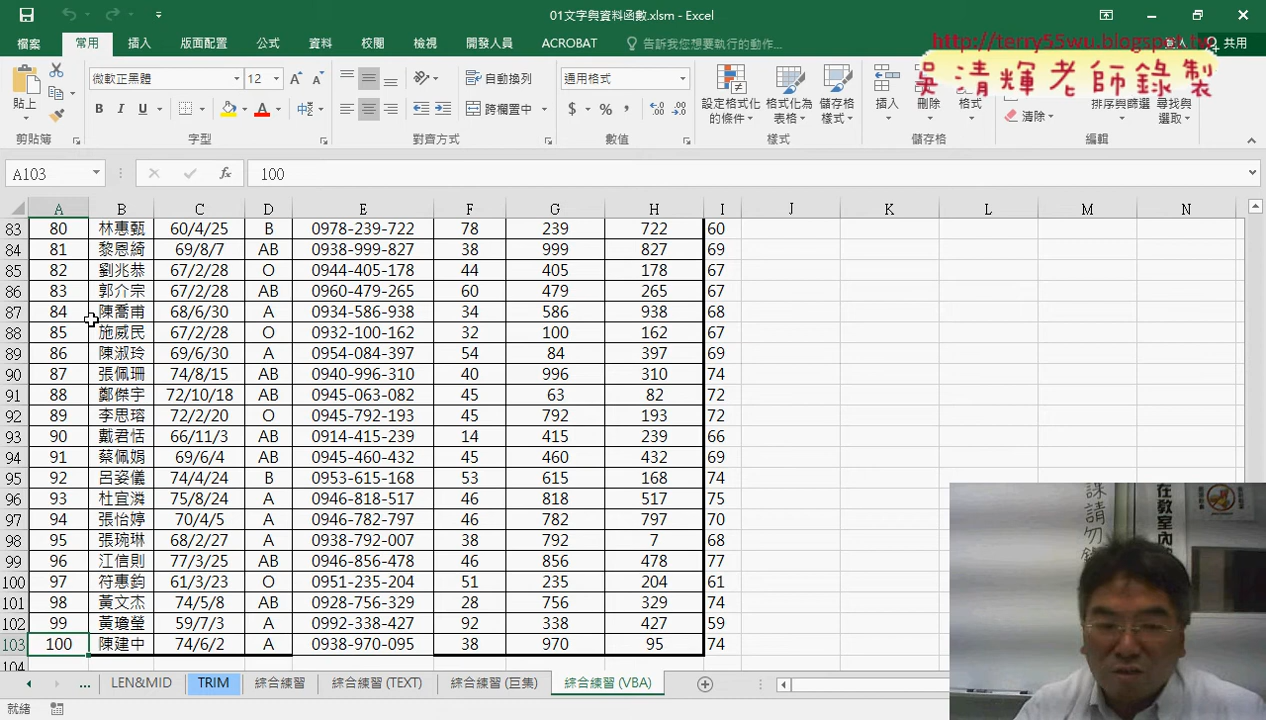 01文字與資料函數.xlsm - Excel
檔案 常用 插入 版面配置 公式 資料 校閱 檢視 開發人員 ACROBAT 告訴我您想要執行的動作... 共用
http://terry55wu.blogspot.tw
吳清輝老師錄製
貼上 微軟正黑體 12 自動換列 通用格式 設定格式化的條件 格式化為表格 儲存格樣式 插入 刪除 格式 排序與篩選 尋找與選取
跨欄置中 清除
剪貼簿 字型 對齊方式 數值 樣式 儲存格 編輯
A103 fx 100
A B C D E F G H I J K L M N
83 80 林惠甄 60/4/25 B 0978-239-722 78 239 722 60
84 81 黎恩綺 69/8/7 AB 0938-999-827 38 999 827 69
85 82 劉兆恭 67/2/28 O 0944-405-178 44 405 178 67
86 83 郭介宗 67/2/28 AB 0960-479-265 60 479 265 67
87 84 陳喬甫 68/6/30 A 0934-586-938 34 586 938 68
88 85 施威民 67/2/28 O 0932-100-162 32 100 162 67
89 86 陳淑玲 69/6/30 A 0954-084-397 54 84 397 69
90 87 張佩珊 74/8/15 AB 0940-996-310 40 996 310 74
91 88 鄭傑宇 72/10/18 AB 0945-063-082 45 63 82 72
92 89 李思瑢 72/2/20 O 0945-792-193 45 792 193 72
93 90 戴君恬 66/11/3 AB 0914-415-239 14 415 239 66
94 91 蔡佩娟 69/6/4 AB 0945-460-432 45 460 432 69
95 92 呂姿儀 74/4/24 B 0953-615-168 53 615 168 74
96 93 杜宜潾 75/8/24 A 0946-818-517 46 818 517 75
97 94 張怡婷 70/4/5 A 0946-782-797 46 782 797 70
98 95 張琬琳 68/2/27 A 0938-792-007 38 792 7 68
99 96 江信則 77/3/25 AB 0946-856-478 46 856 478 77
100 97 符惠鈞 61/3/23 O 0951-235-204 51 235 204 61
101 98 黃文杰 74/5/8 AB 0928-756-329 28 756 329 74
102 99 黃瓊瑩 59/7/3 A 0992-338-427 92 338 427 59
103 100 陳建中 74/6/2 A 0938-970-095 38 970 95 74
104
... LEN&MID TRIM 綜合練習 綜合練習 (TEXT) 綜合練習 (巨集) 綜合練習 (VBA)
就緒
課請勿
在教室內